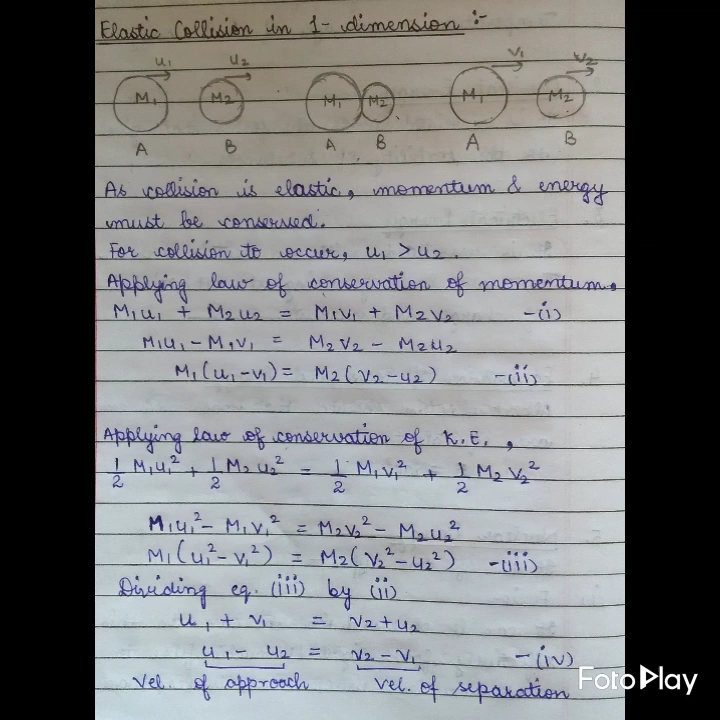 Elastic Collision in 1- dimension :-
u₁ u₂ v₁ v₂
M₁ M₂ M₁ M₂ M₁ M₂
A B A B A B
As collision is elastic, momentum & energy
must be conserved.
For collision to occur, u₁ > u₂.
Applying law of conservation of momentum,
M₁u₁ + M₂u₂ = M₁v₁ + M₂v₂ -(i)
M₁u₁ - M₁v₁ = M₂v₂ - M₂u₂
M₁(u₁-v₁) = M₂(v₂-u₂) -(ii)
Applying law of conservation of K.E.,
1/2 M₁u₁² + 1/2 M₂u₂² = 1/2 M₁v₁² + 1/2 M₂v₂²
M₁u₁² - M₁v₁² = M₂v₂² - M₂u₂²
M₁(u₁²-v₁²) = M₂(v₂²-u₂²) -(iii)
Dividing eq. (iii) by (ii)
u₁ + v₁ = v₂+u₂
u₁ - u₂ = v₂-v₁ -(iv)
Vel. of approach Vel. of separation
FotoPlay